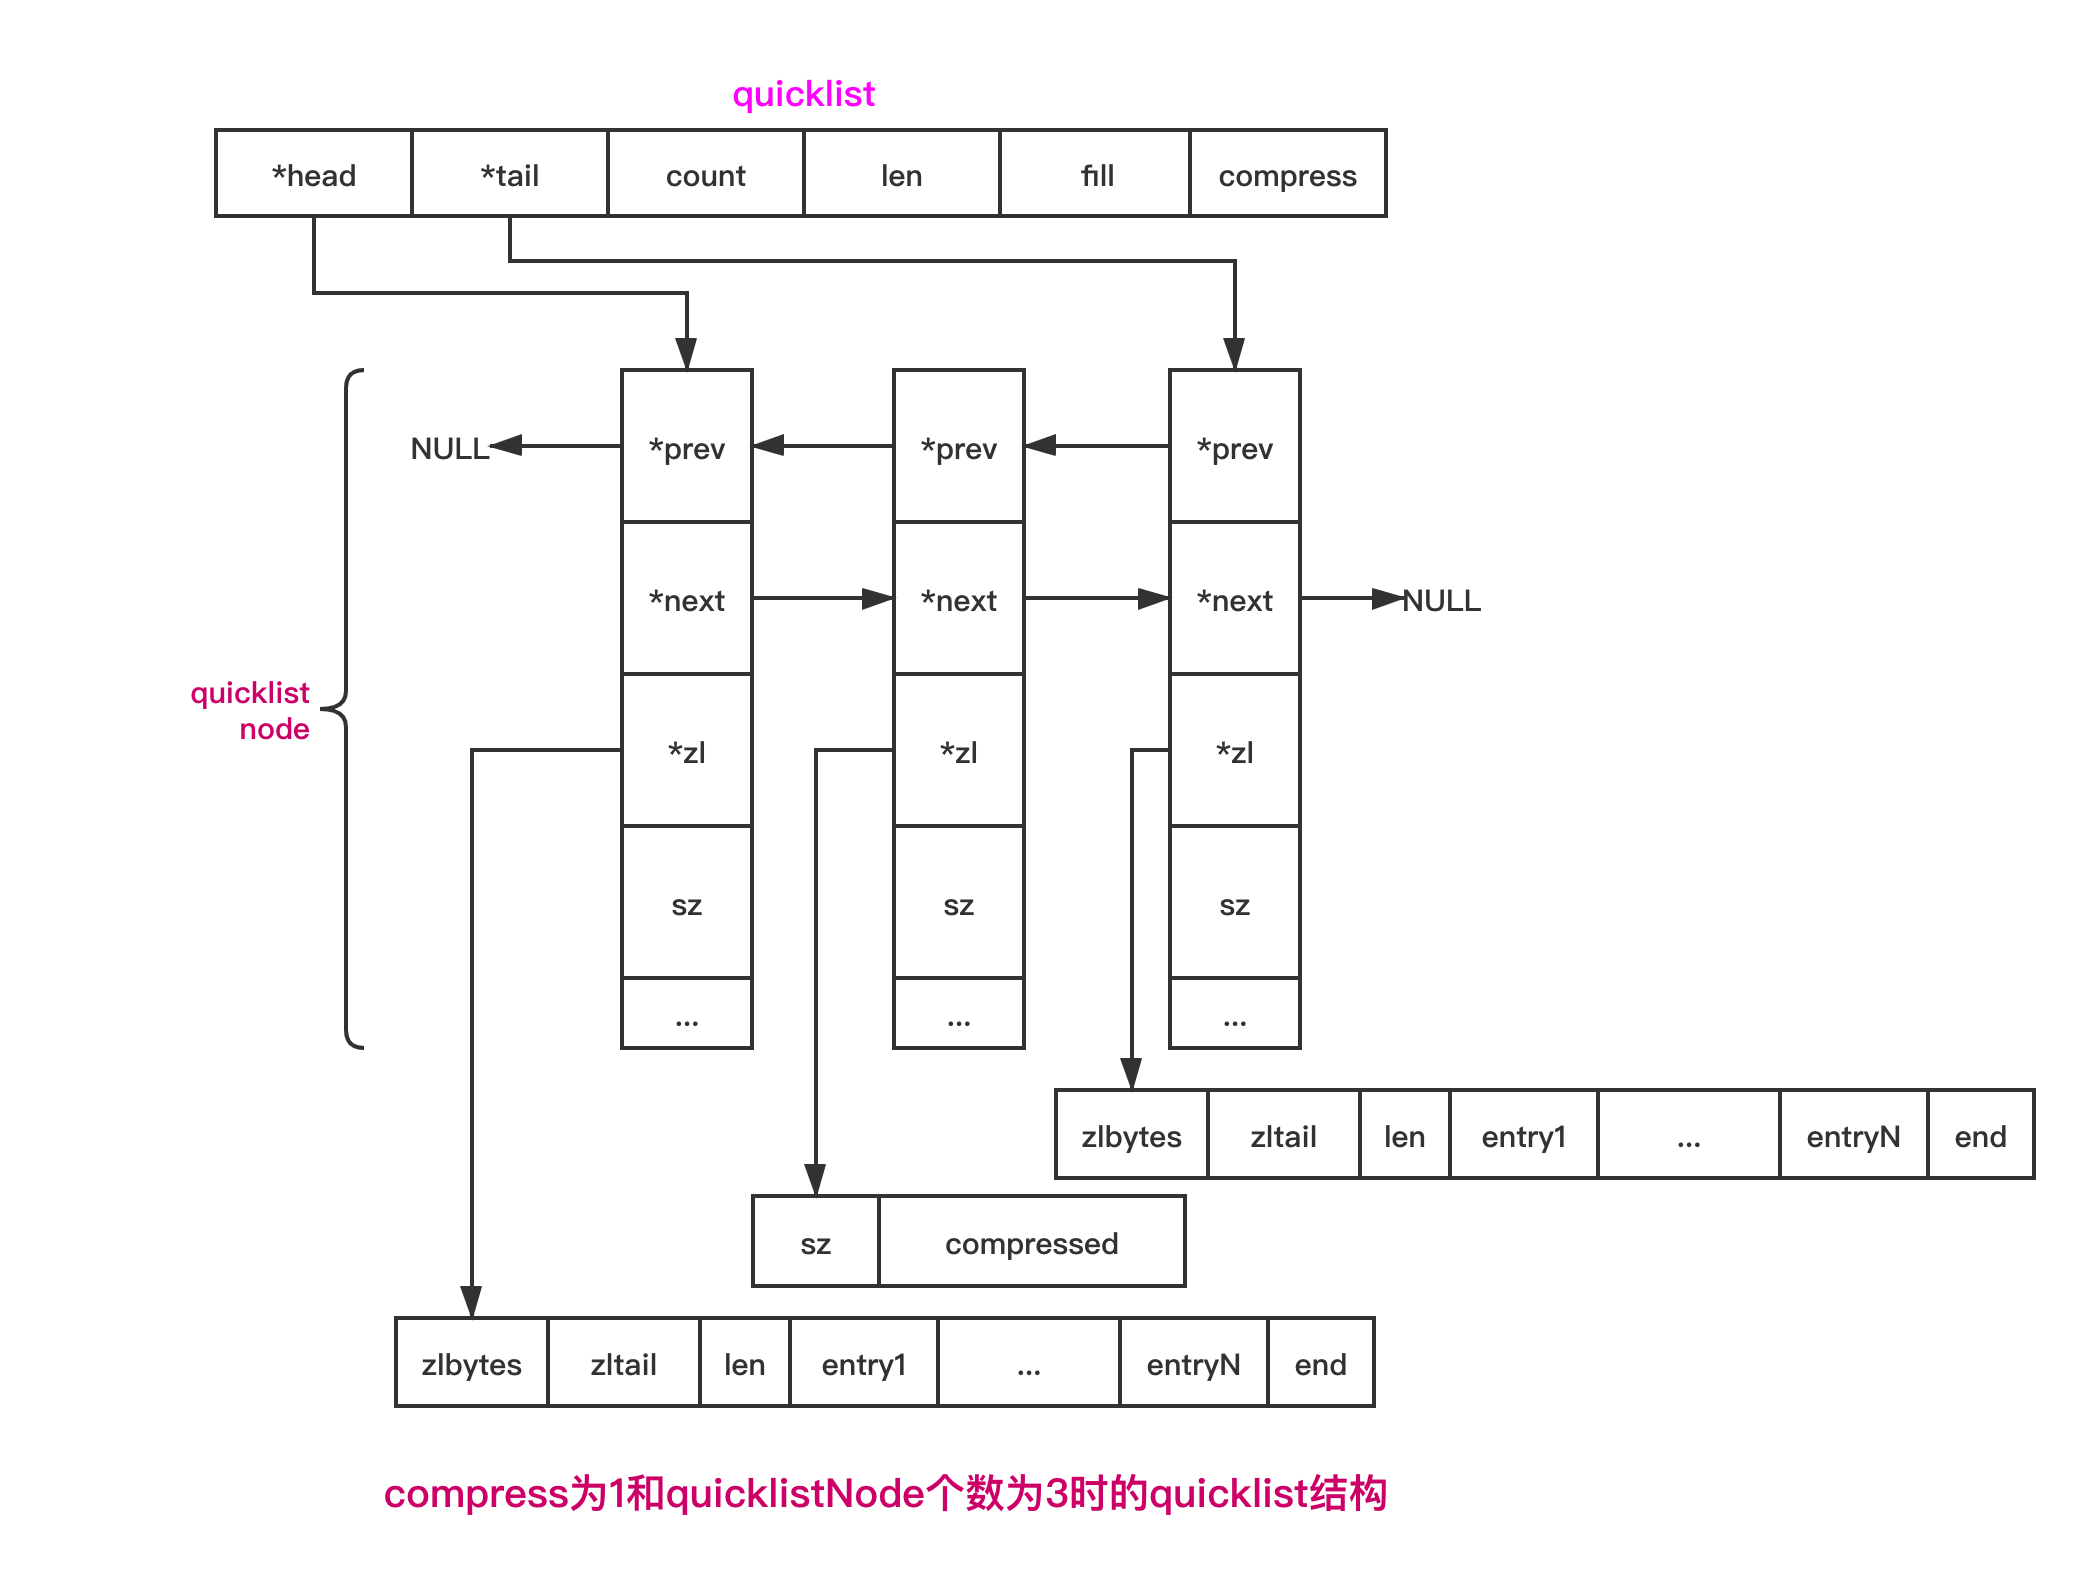 quicklist
*head *tail count len fill compress
NULL *prev *prev *prev
*next *next *next NULL
quicklist
node
*zl *zl *zl
sz sz sz
... ... ...
zlbytes zltail len entry1 ... entryN end
sz compressed
zlbytes zltail len entry1 ... entryN end
compress为1和quicklistNode个数为3时的quicklist结构